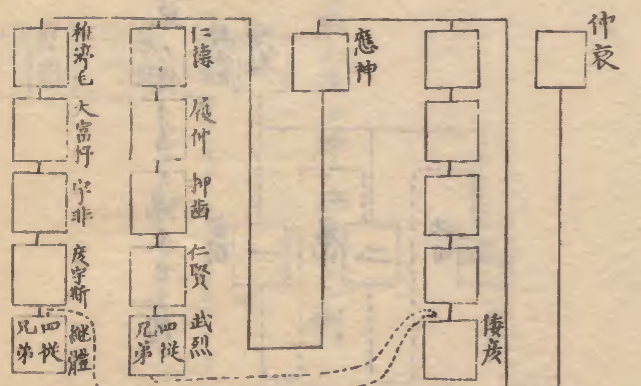 仲哀
倭彦
應神
仁德
履仲
押齒
仁賢
武烈
四從
兄弟
稚渟毛
大富杼
宇非
彦宇斯
繼體
四從
兄弟